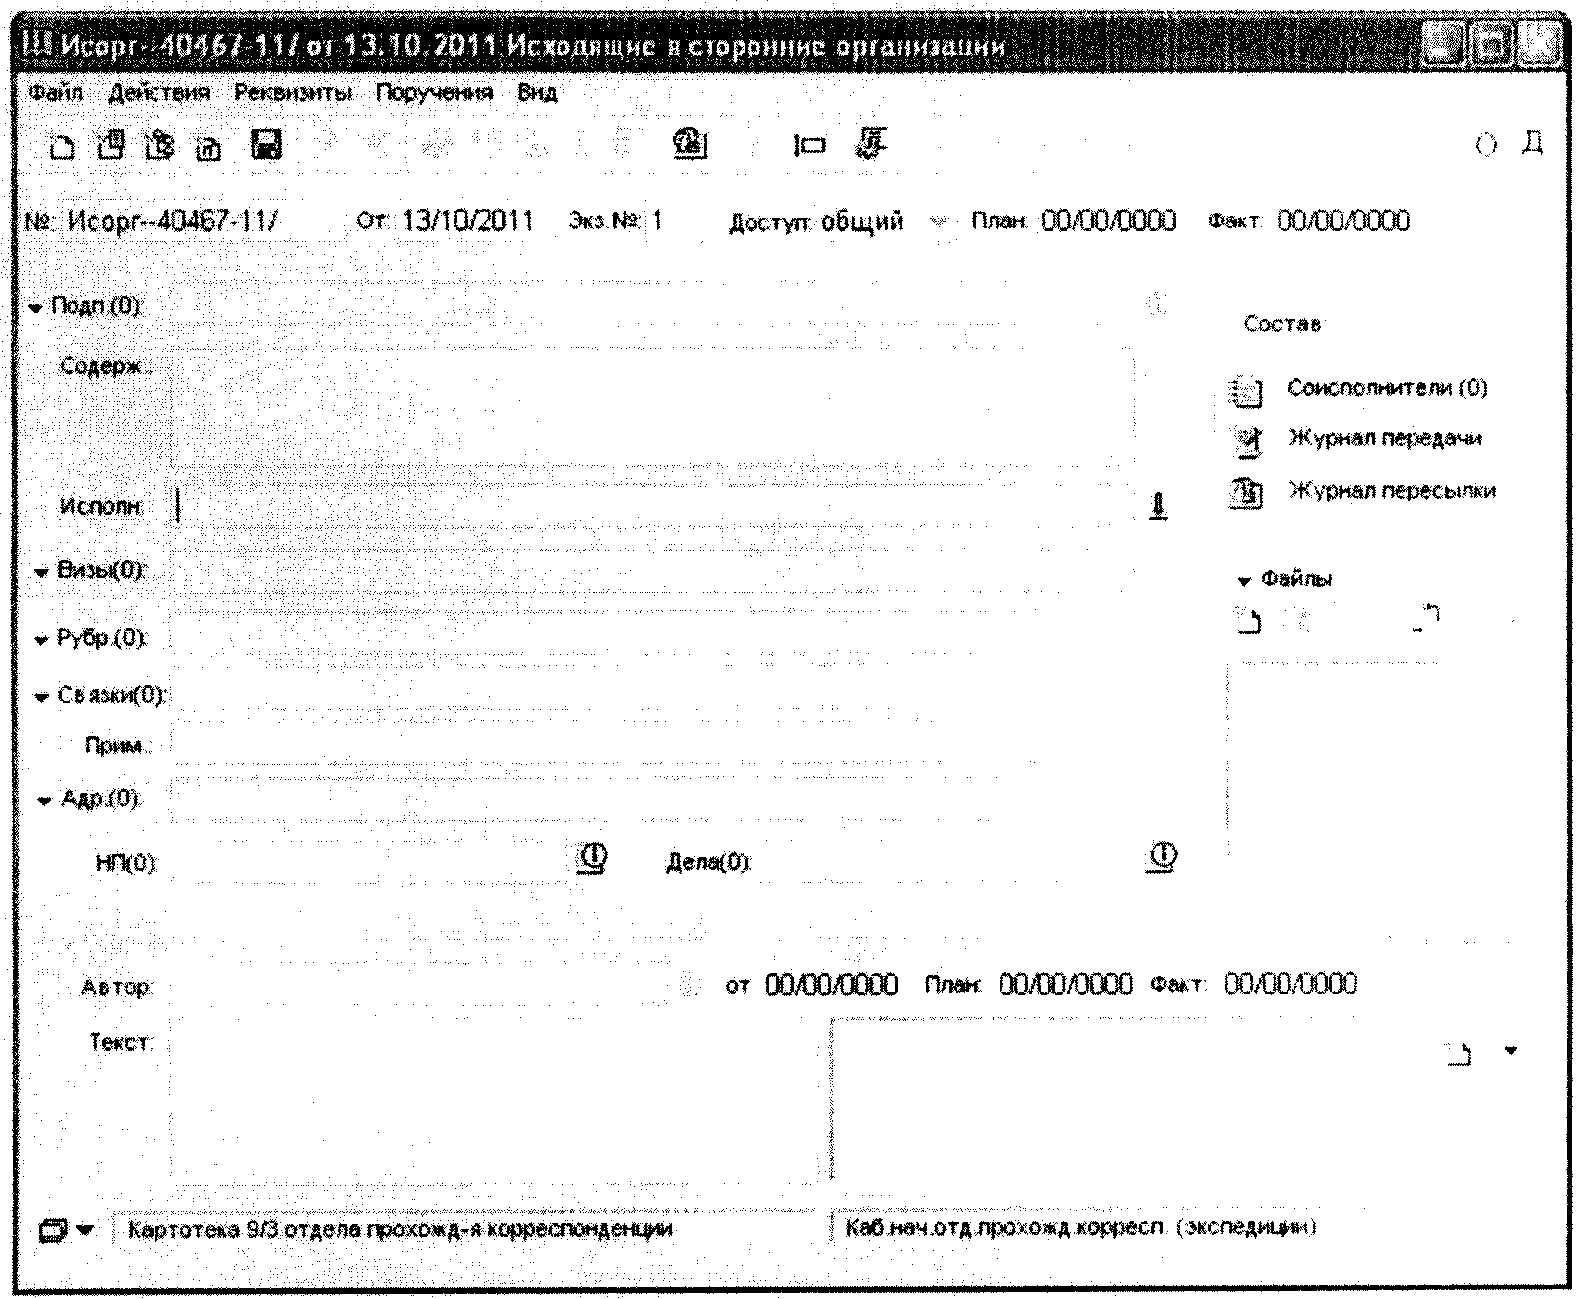 Исорг--40467-11/ от 13.10.2011 Исходящие в сторонние организации
Файл Действия Реквизиты Поручения Вид
Д
№: Исорг--40467-11/ От: 13/10/2011 Экз.№: 1 Доступ: общий План: 00/00/0000 Факт: 00/00/0000
Подп.(0):
Состав
Содерж.:
Соисполнители (0)
Журнал передачи
Исполн:
Журнал пересылки
Визы(0):
Файлы
Рубр.(0):
Связки(0):
Прим.:
Адр.(0):
НП(0): Дела(0):
Автор: от 00/00/0000 План: 00/00/0000 Факт: 00/00/0000
Текст:
Картотека 9/3 отдела прохожд-я корреспонденции Каб.нач.отд.прохожд.корресп. (экспедиции)